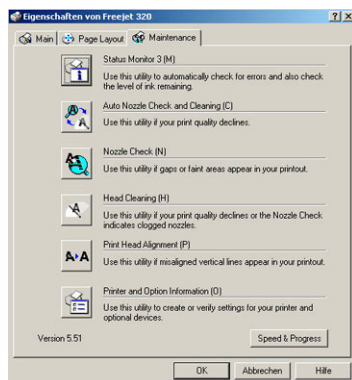 Eigenschaften von Freejet 320
Main
Page Layout
Maintenance
Status Monitor 3 (M)
Use this utility to automatically check for errors and also check
the level of ink remaining.
Auto Nozzle Check and Cleaning (C)
Use this utility if your print quality declines.
Nozzle Check (N)
Use this utility if gaps or faint areas appear in your printout.
Head Cleaning (H)
Use this utility if your print quality declines or the Nozzle Check
indicates clogged nozzles.
Print Head Alignment (P)
Use this utility if misaligned vertical lines appear in your printout.
Printer and Option Information (O)
Use this utility to create or verify settings for your printer and
optional devices.
Version 5.51
Speed & Progress
OK
Abbrechen
Hilfe